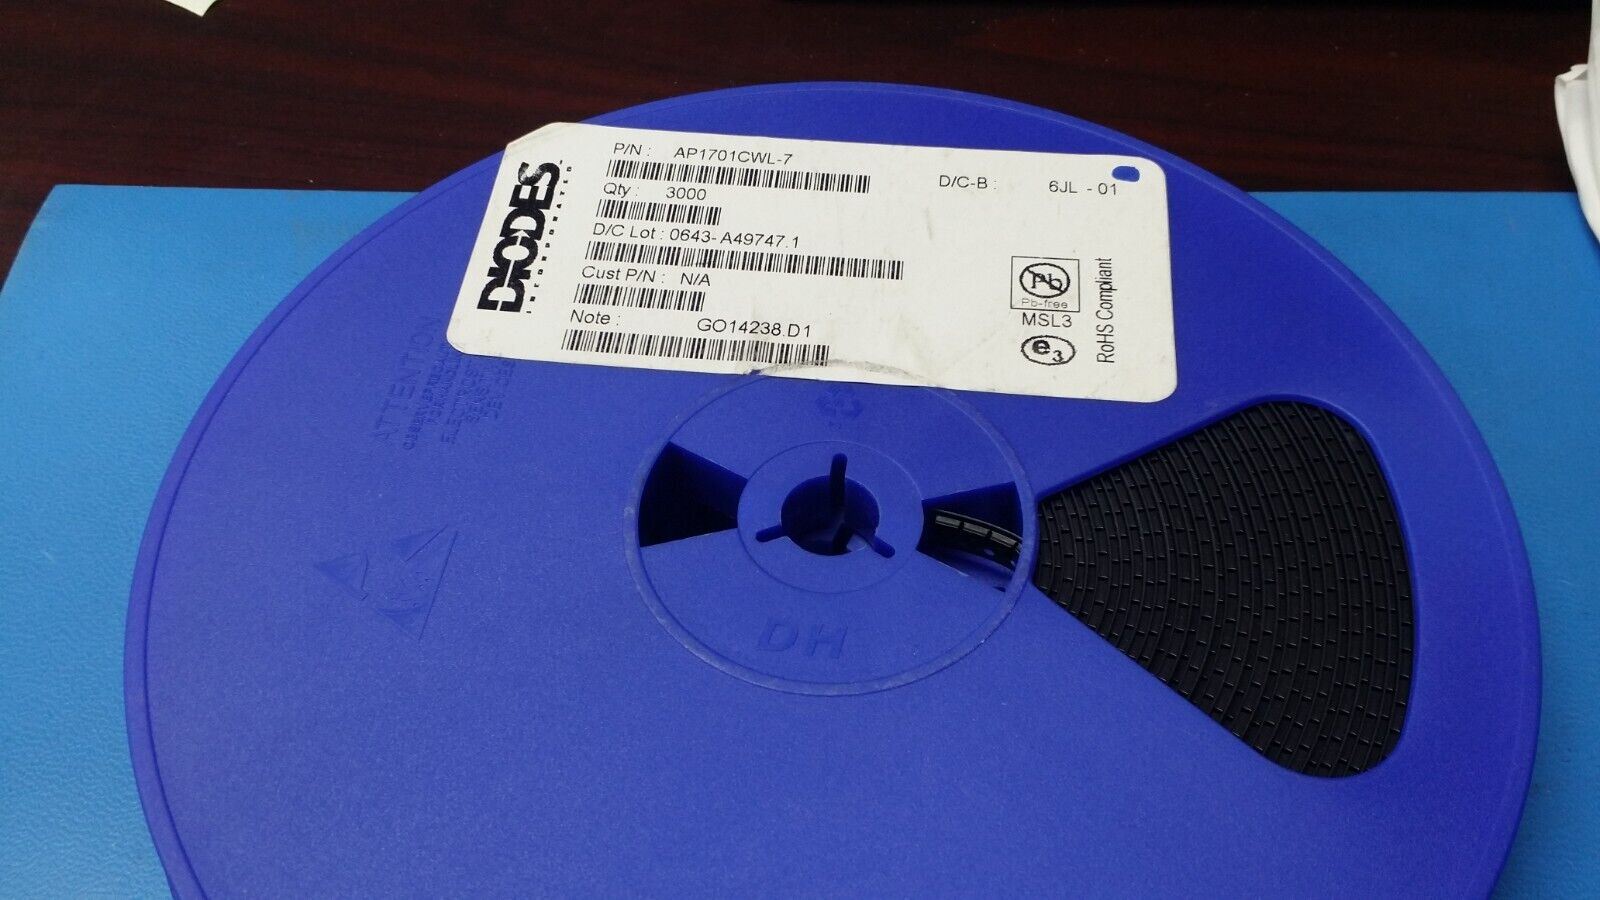 DIODES
INCORPORATED
P/N : AP1701CWL-7
Qty : 3000
D/C Lot : 0643- A49747.1
Cust P/N : N/A
Note : GO14238.D1
D/C-B : 6JL - 01
Pb
Pb-free
MSL3
e3
RoHS Compliant
ATTENTION
DH